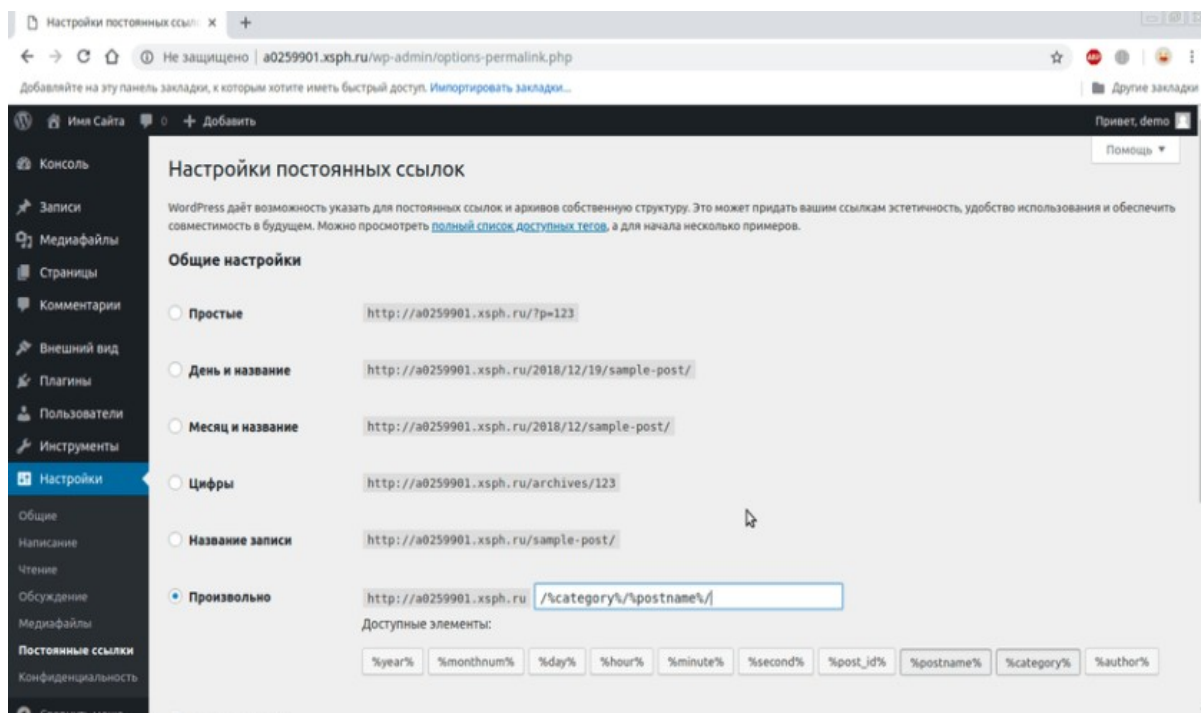 Настройки постоянных ссыл
Не защищено | a0259901.xsph.ru/wp-admin/options-permalink.php
Добавляйте на эту панель закладки, к которым хотите иметь быстрый доступ. Импортировать закладки...
Другие закладки
Имя Сайта 0 + Добавить
Привет, demo
Помощь
Консоль
Записи
Медиафайлы
Страницы
Комментарии
Внешний вид
Плагины
Пользователи
Инструменты
Настройки
Общие
Написание
Чтение
Обсуждение
Медиафайлы
Постоянные ссылки
Конфиденциальность
Настройки постоянных ссылок
WordPress даёт возможность указать для постоянных ссылок и архивов собственную структуру. Это может придать вашим ссылкам эстетичность, удобство использования и обеспечить
совместимость в будущем. Можно просмотреть полный список доступных тегов, а для начала несколько примеров.
Общие настройки
Простые http://a0259901.xsph.ru/?p=123
День и название http://a0259901.xsph.ru/2018/12/19/sample-post/
Месяц и название http://a0259901.xsph.ru/2018/12/sample-post/
Цифры http://a0259901.xsph.ru/archives/123
Название записи http://a0259901.xsph.ru/sample-post/
Произвольно http://a0259901.xsph.ru /%category%/%postname%/
Доступные элементы:
%year% %monthnum% %day% %hour% %minute% %second% %post_id% %postname% %category% %author%